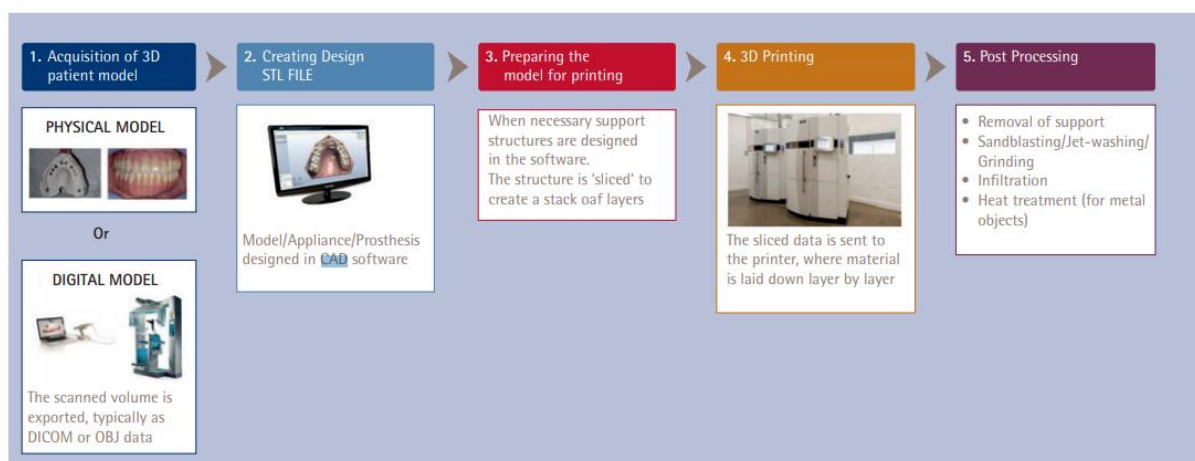 1. Acquisition of 3D
patient model
PHYSICAL MODEL
Or
DIGITAL MODEL
The scanned volume is
exported, typically as
DICOM or OBJ data
2. Creating Design
STL FILE
Model/Appliance/Prosthesis
designed in CAD software
3. Preparing the
model for printing
When necessary support
structures are designed
in the software.
The structure is ‘sliced’ to
create a stack oaf layers
4. 3D Printing
The sliced data is sent to
the printer, where material
is laid down layer by layer
5. Post Processing
• Removal of support
• Sandblasting/Jet-washing/
Grinding
• Infiltration
• Heat treatment (for metal
objects)